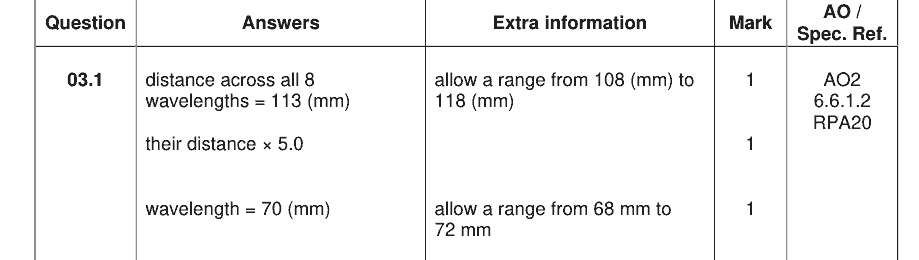 Question Answers Extra information Mark AO /
Spec. Ref.
03.1 distance across all 8 allow a range from 108 (mm) to 1 AO2
wavelengths = 113 (mm) 118 (mm) 6.6.1.2
RPA20
their distance × 5.0 1
wavelength = 70 (mm) allow a range from 68 mm to 1
72 mm